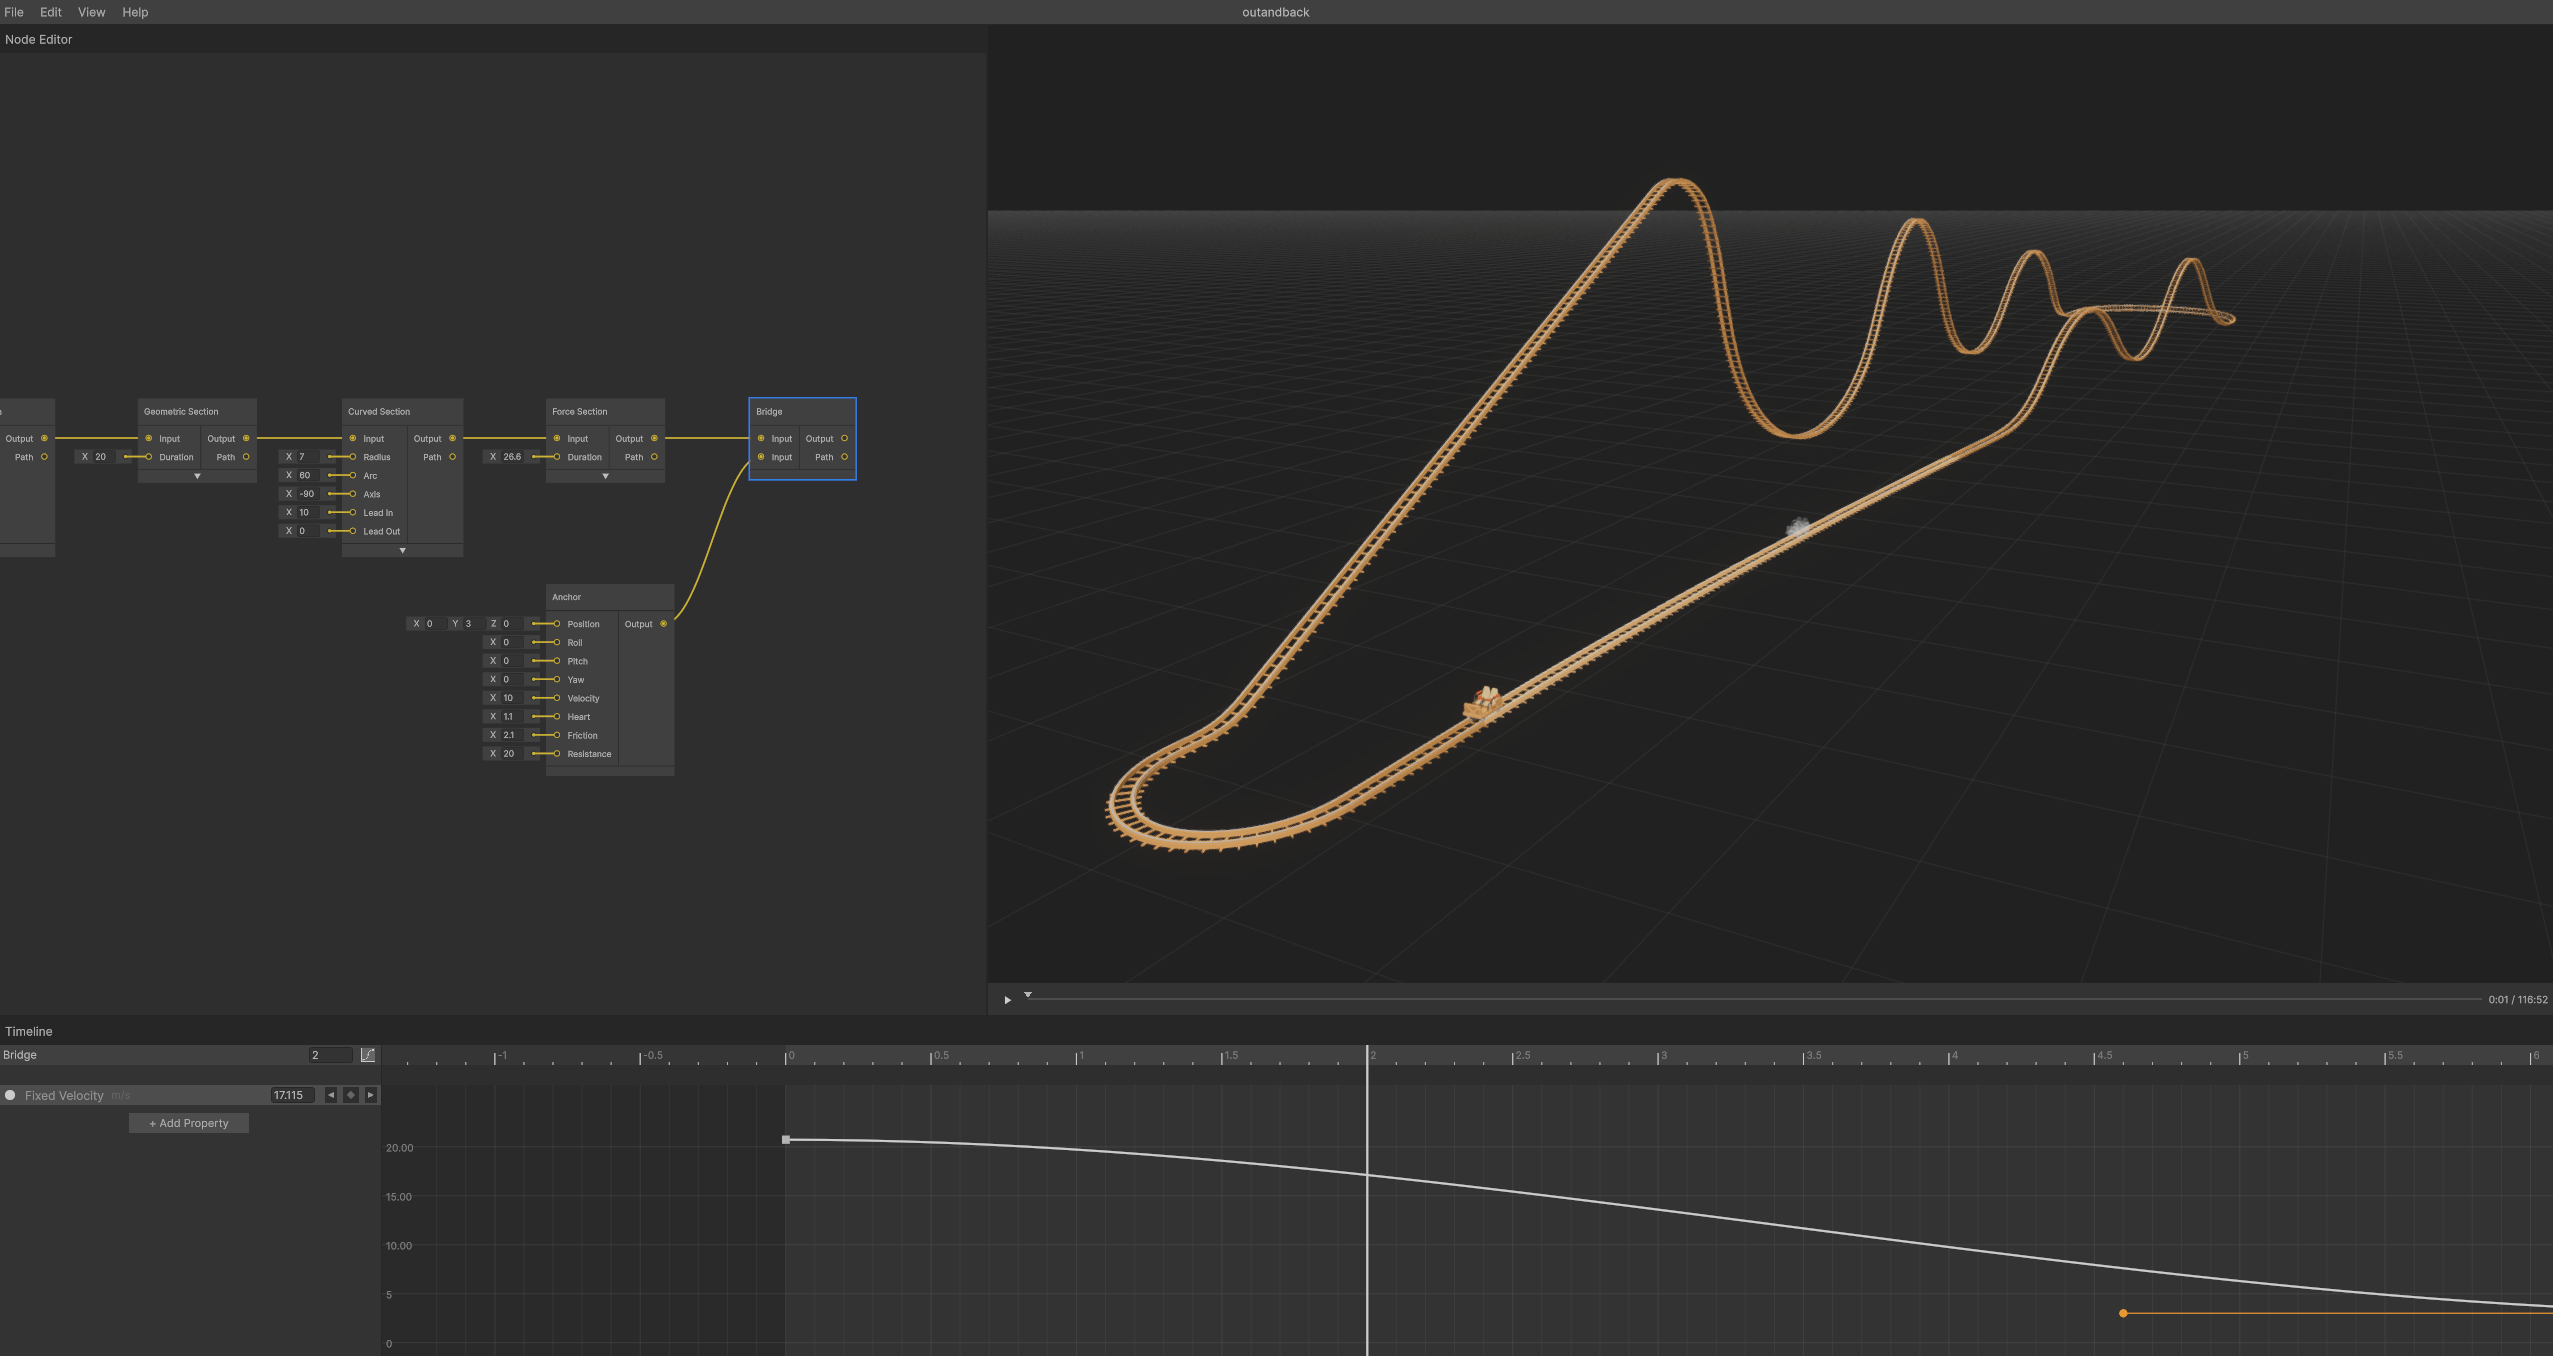 File Edit View Help
outandback
Node Editor
Output
Path
Geometric Section
Input Output
X 20 Duration Path
Curved Section
Input Output
X 7 Radius Path
X 60 Arc
X -90 Axis
X 10 Lead In
X 0 Lead Out
Force Section
Input Output
X 26.6 Duration Path
Bridge
Input Output
Input Path
Anchor
X 0 Y 3 Z 0 Position Output
X 0 Roll
X 0 Pitch
X 0 Yaw
X 10 Velocity
X 1.1 Heart
X 2.1 Friction
X 20 Resistance
0:01 / 116:52
Timeline
Bridge 2
-1 -0.5 0 0.5 1 1.5 2 2.5 3 3.5 4 4.5 5 5.5 6
Fixed Velocity m/s 17.115
+ Add Property
20.00
15.00
10.00
5
0